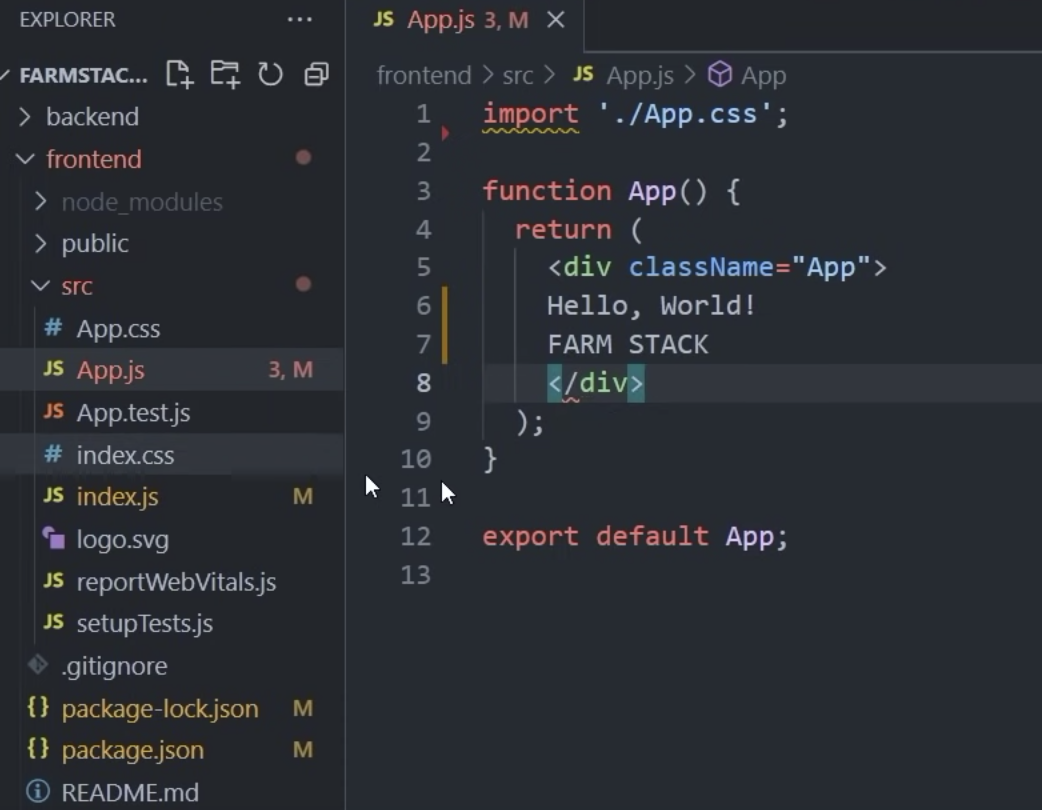 EXPLORER ...
FARMSTAC...
backend
frontend
node_modules
public
src
# App.css
JS App.js 3, M
JS App.test.js
# index.css
JS index.js M
logo.svg
JS reportWebVitals.js
JS setupTests.js
.gitignore
{} package-lock.json M
{} package.json M
README.md
JS App.js 3, M
frontend > src > JS App.js > App
1 import './App.css';
2
3 function App() {
4 return (
5 <div className="App">
6 Hello, World!
7 FARM STACK
8 </div>
9 );
10 }
11
12 export default App;
13